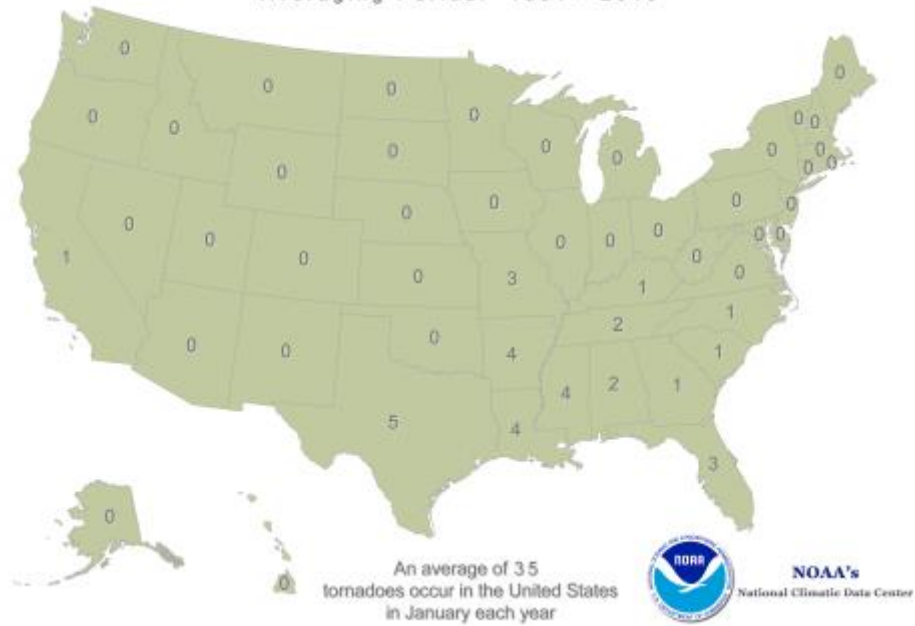 0
0
0 0
0 0 0 0
0
0 0 0 0 0
0 0 0
0 0 0 0
0 0 0 0 0 0 0
1 0 0
0 3 1 0
2 1
0 0 0 4 1
4 2 1
5 4
3
0
0
An average of 35
tornadoes occur in the United States
in January each year
NOAA
NOAA's
National Climatic Data Center